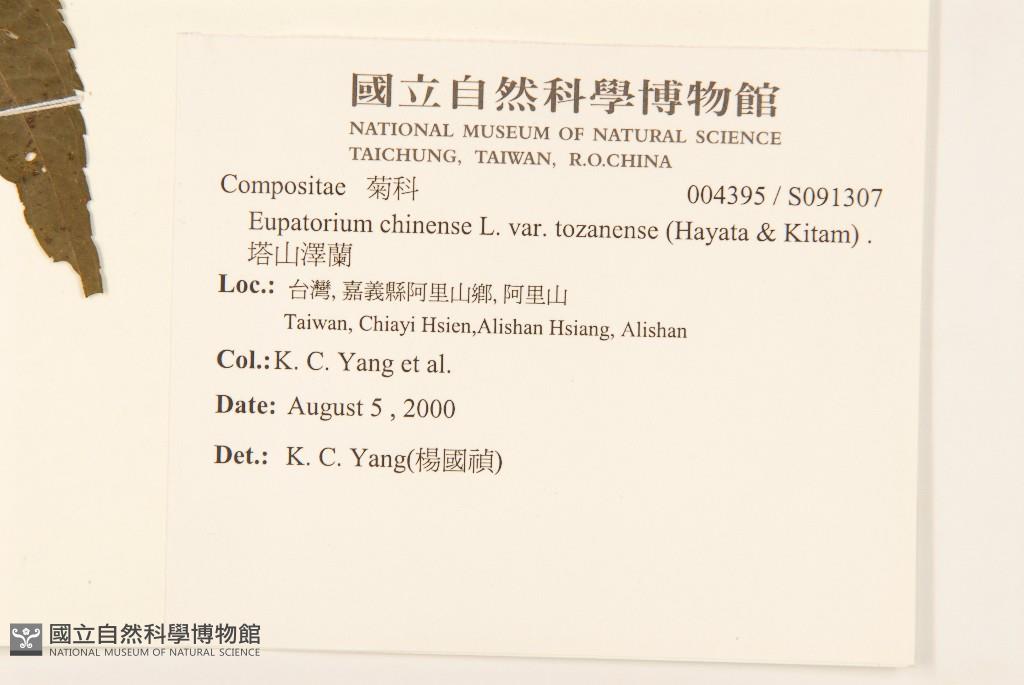 國立自然科學博物館
NATIONAL MUSEUM OF NATURAL SCIENCE
TAICHUNG, TAIWAN, R.O.CHINA
Compositae 菊科 004395 / S091307
Eupatorium chinense L. var. tozanense (Hayata & Kitam) .
塔山澤蘭
Loc.: 台灣, 嘉義縣阿里山鄉, 阿里山
Taiwan, Chiayi Hsien,Alishan Hsiang, Alishan
Col.: K. C. Yang et al.
Date: August 5 , 2000
Det.: K. C. Yang(楊國禎)
國立自然科學博物館
NATIONAL MUSEUM OF NATURAL SCIENCE